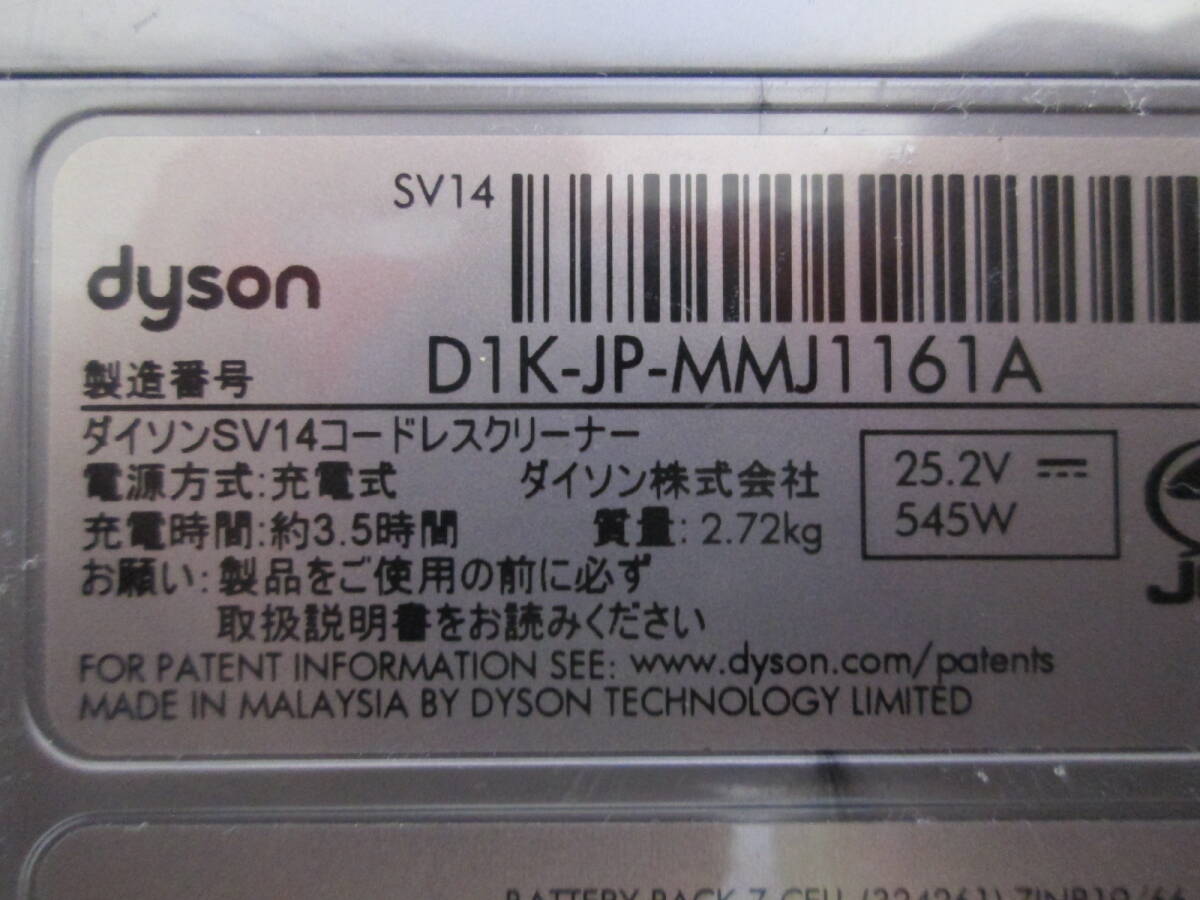 SV14
dyson
製造番号 D1K-JP-MMJ1161A
ダイソンSV14コードレスクリーナー
電源方式:充電式 ダイソン株式会社
25.2V
充電時間:約3.5時間 質量:2.72kg
545W
お願い:製品をご使用の前に必ず
取扱説明書をお読みください
FOR PATENT INFORMATION SEE: www.dyson.com/patents
MADE IN MALAYSIA BY DYSON TECHNOLOGY LIMITED
BATTERY PACK 7 CELL